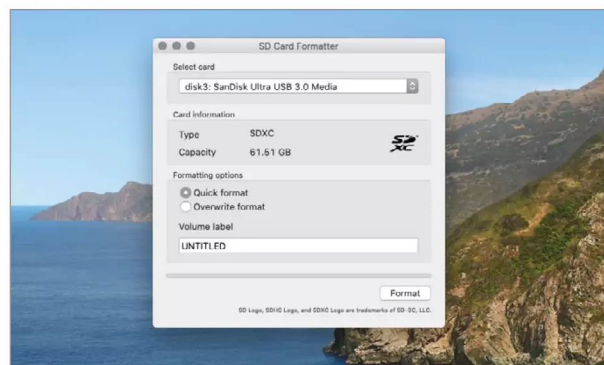 SD Card Formatter
Select card
disk3: SanDisk Ultra USB 3.0 Media
Card information
Type SDXC
Capacity 61.51 GB
SD
XC
Formatting options
Quick format
Overwrite format
Volume label
UNTITLED
Format
SD Logo, SDHC Logo, and SDXC Logo are trademarks of SD-3C, LLC.